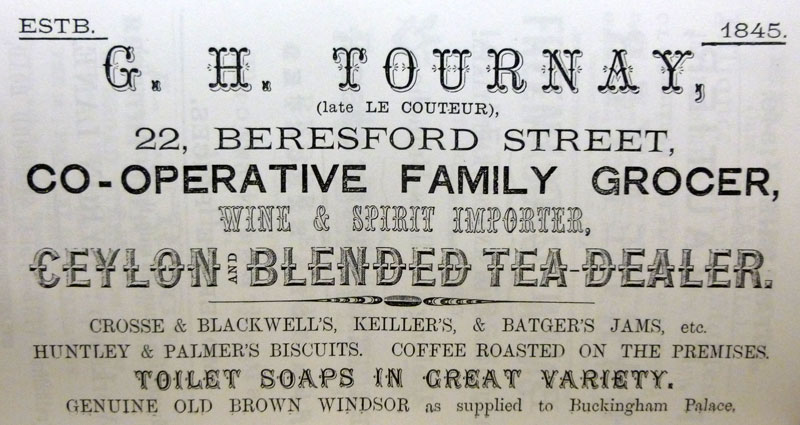 ESTB. 1845.
G. H. TOURNAY,
(late LE COUTEUR),
22, BERESFORD STREET,
CO-OPERATIVE FAMILY GROCER,
WINE & SPIRIT IMPORTER,
CEYLON AND BLENDED TEA DEALER.
CROSSE & BLACKWELL'S, KEILLER'S, & BATGER'S JAMS, etc.
HUNTLEY & PALMER'S BISCUITS. COFFEE ROASTED ON THE PREMISES.
TOILET SOAPS IN GREAT VARIETY.
GENUINE OLD BROWN WINDSOR as supplied to Buckingham Palace.